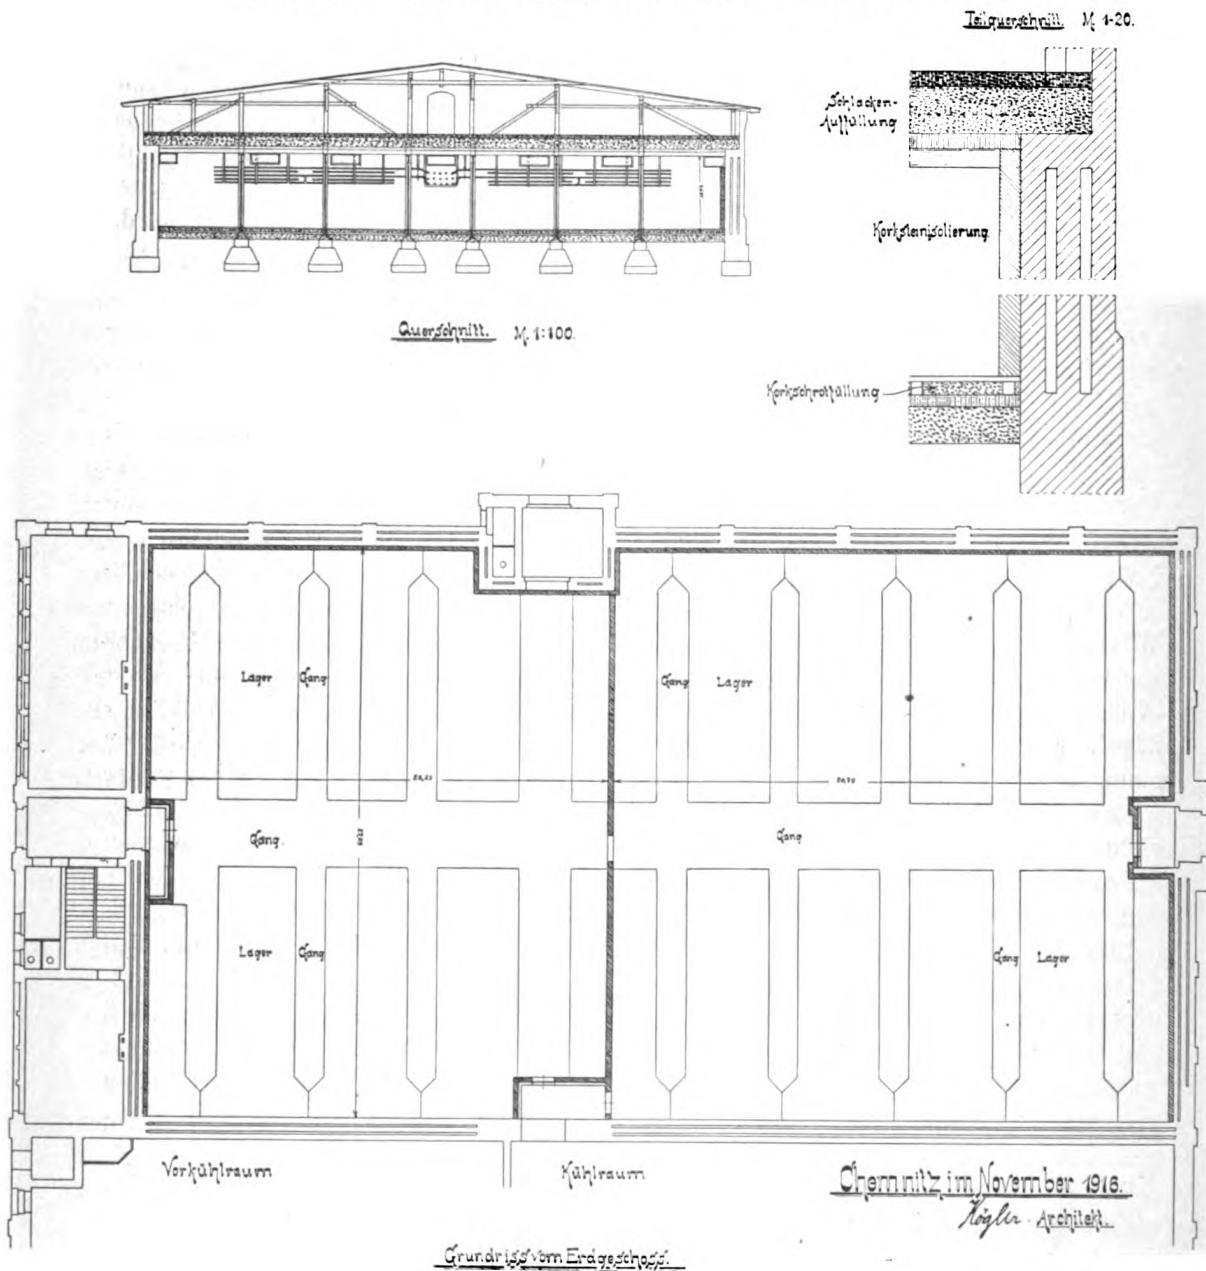 Teilquerschnitt. M. 1-20.
Schlacken-
Auffüllung
Korksteinisolierung
Querschnitt. M. 1:100.
Korkschrotfüllung
Lager Gang
Gang Lager
Gang.
Gang
Lager Gang
Gang Lager
Vorkühlraum
Kühlraum
Chemnitz im November 1916.
Kögler Architekt.
Grundriss vom Erdgeschoss.